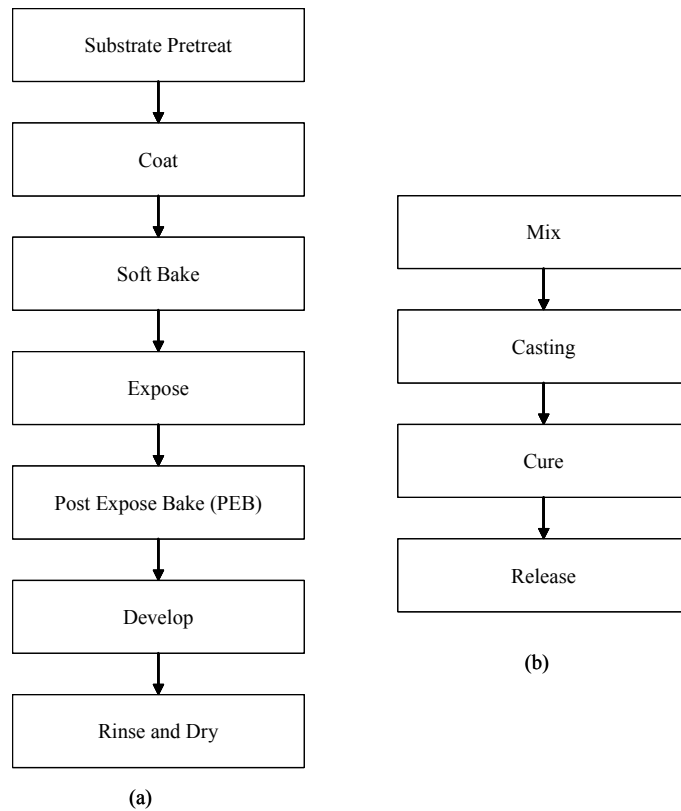 Substrate Pretreat
Coat
Soft Bake
Expose
Post Expose Bake (PEB)
Develop
Rinse and Dry
(a)
Mix
Casting
Cure
Release
(b)